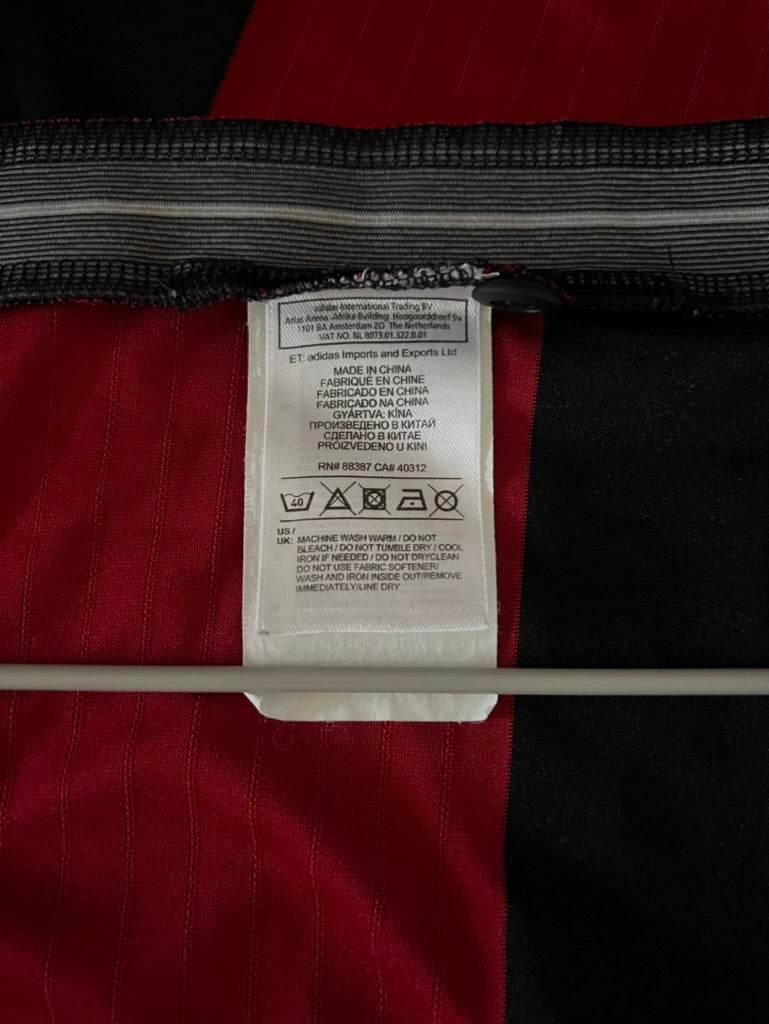 adidas International Trading BV
Atlas Arena -Afrika Building Hoogoorddreef 9a
1101 BA Amsterdam ZO The Netherlands
VAT NO. NL 8073.01.322.B.01
ET: adidas Imports and Exports Ltd
MADE IN CHINA
FABRIQUÉ EN CHINE
FABRICADO EN CHINA
FABRICADO NA CHINA
GYÁRTVA: KÍNA
ПРОИЗВЕДЕНО В КИТАЙ
СДЕЛАНО В КИТАЕ
PROIZVEDENO U KINI
RN# 88387 CA# 40312
40
US /
UK: MACHINE WASH WARM / DO NOT
BLEACH / DO NOT TUMBLE DRY / COOL
IRON IF NEEDED / DO NOT DRYCLEAN
DO NOT USE FABRIC SOFTENER/
WASH AND IRON INSIDE OUT/REMOVE
IMMEDIATELY/LINE DRY